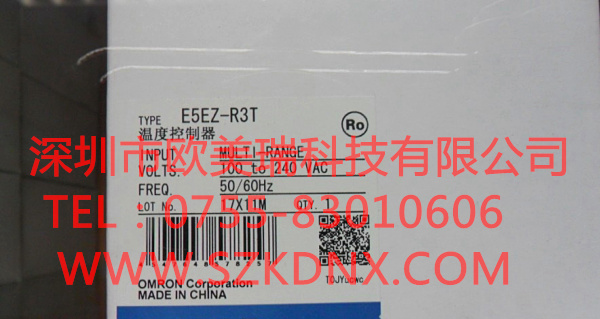 TYPE E5EZ-R3T
温度控制器
Ro
深圳市欧美瑞科技有限公司
INPUT MULTI-RANGE
VOLTS. 100 to 240 VAC
FREQ. 50/60Hz
LOT No. 17X11M QTY. 1
TEL：0755-83010606
WWW.SZKDNX.COM
OMRON Corporation
MADE IN CHINA